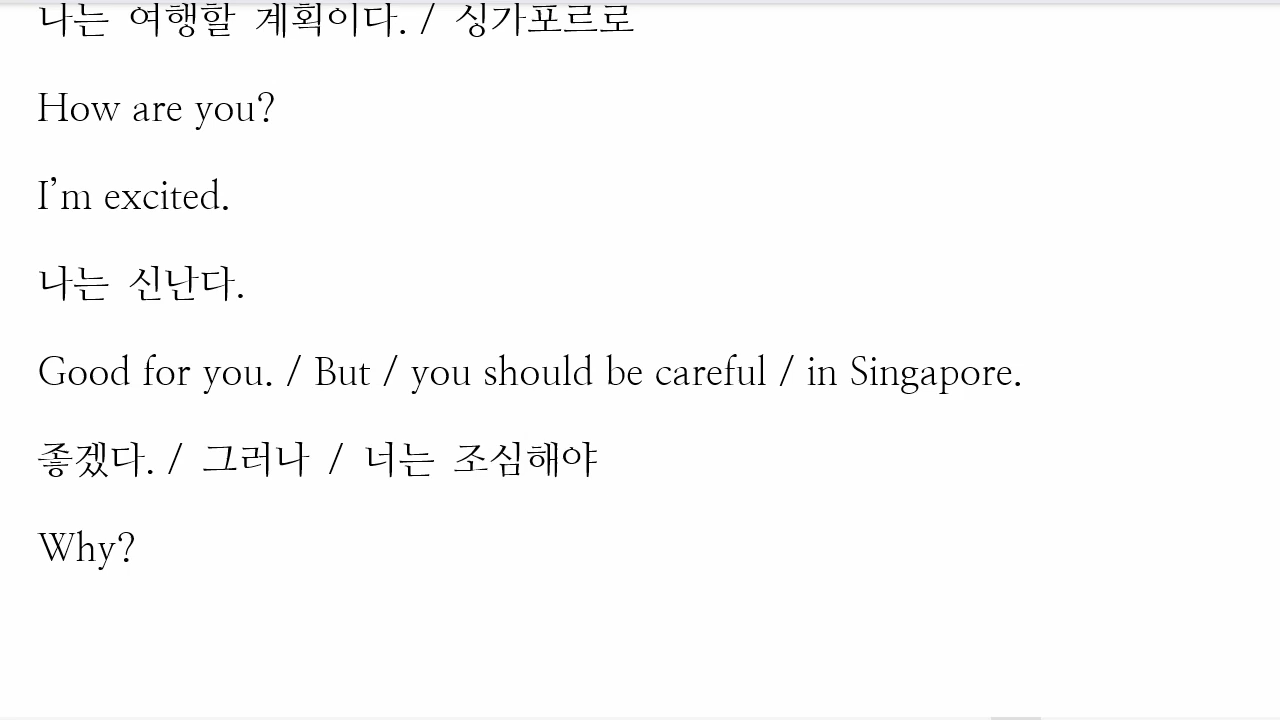 나는 여행할 계획이다. / 싱가포르로
How are you?
I'm excited.
나는 신난다.
Good for you. / But / you should be careful / in Singapore.
좋겠다. / 그러나 / 너는 조심해야
Why?